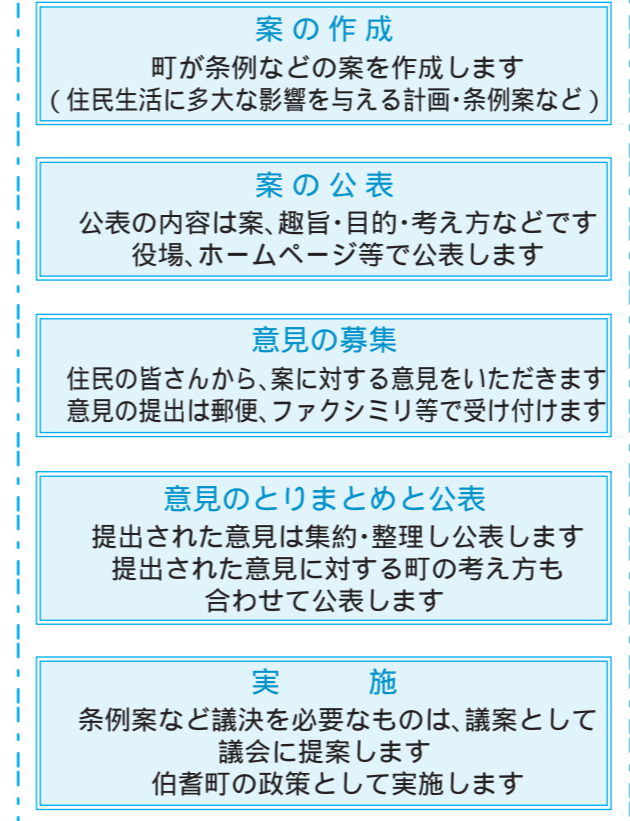 案の作成
町が条例などの案を作成します
(住民生活に多大な影響を与える計画・条例案など)
案の公表
公表の内容は案、趣旨・目的・考え方などです
役場、ホームページ等で公表します
意見の募集
住民の皆さんから、案に対する意見をいただきます
意見の提出は郵便、ファクシミリ等で受け付けます
意見のとりまとめと公表
提出された意見は集約・整理し公表します
提出された意見に対する町の考え方も
合わせて公表します
実　施
条例案など議決を必要なものは、議案として
議会に提案します
伯耆町の政策として実施します